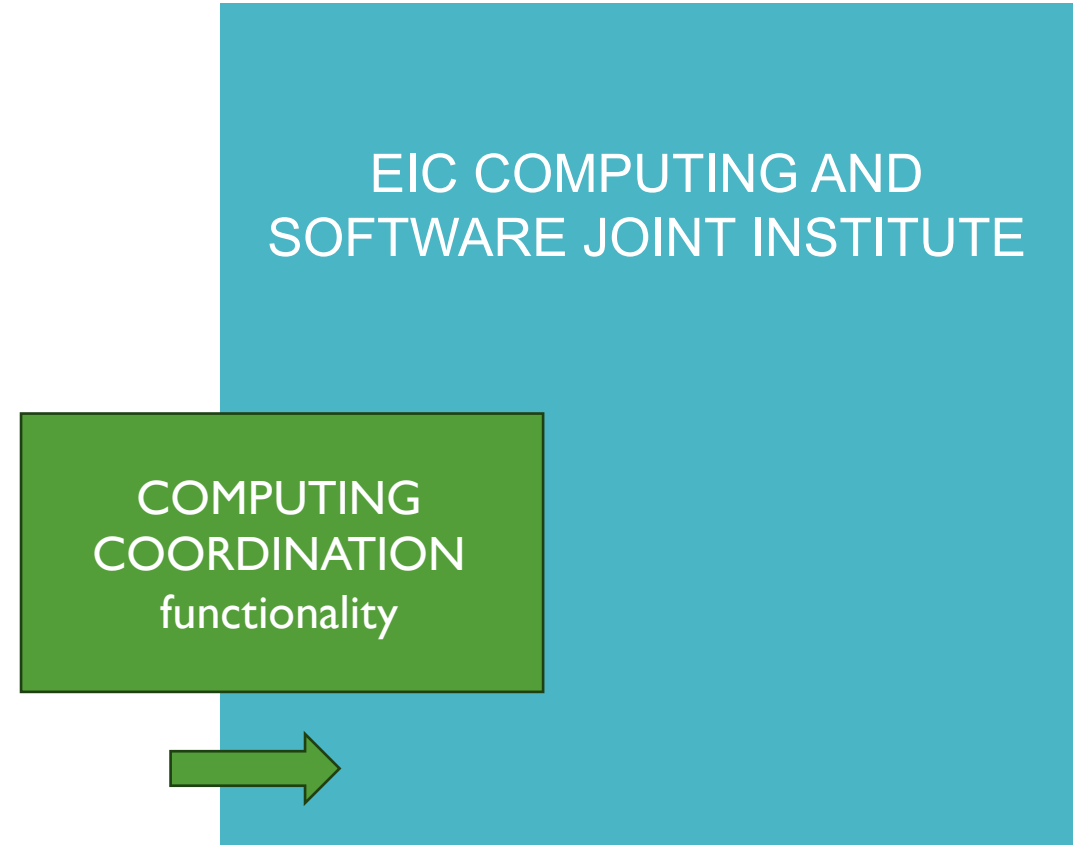 EIC COMPUTING AND
SOFTWARE JOINT INSTITUTE
COMPUTING
COORDINATION
functionality